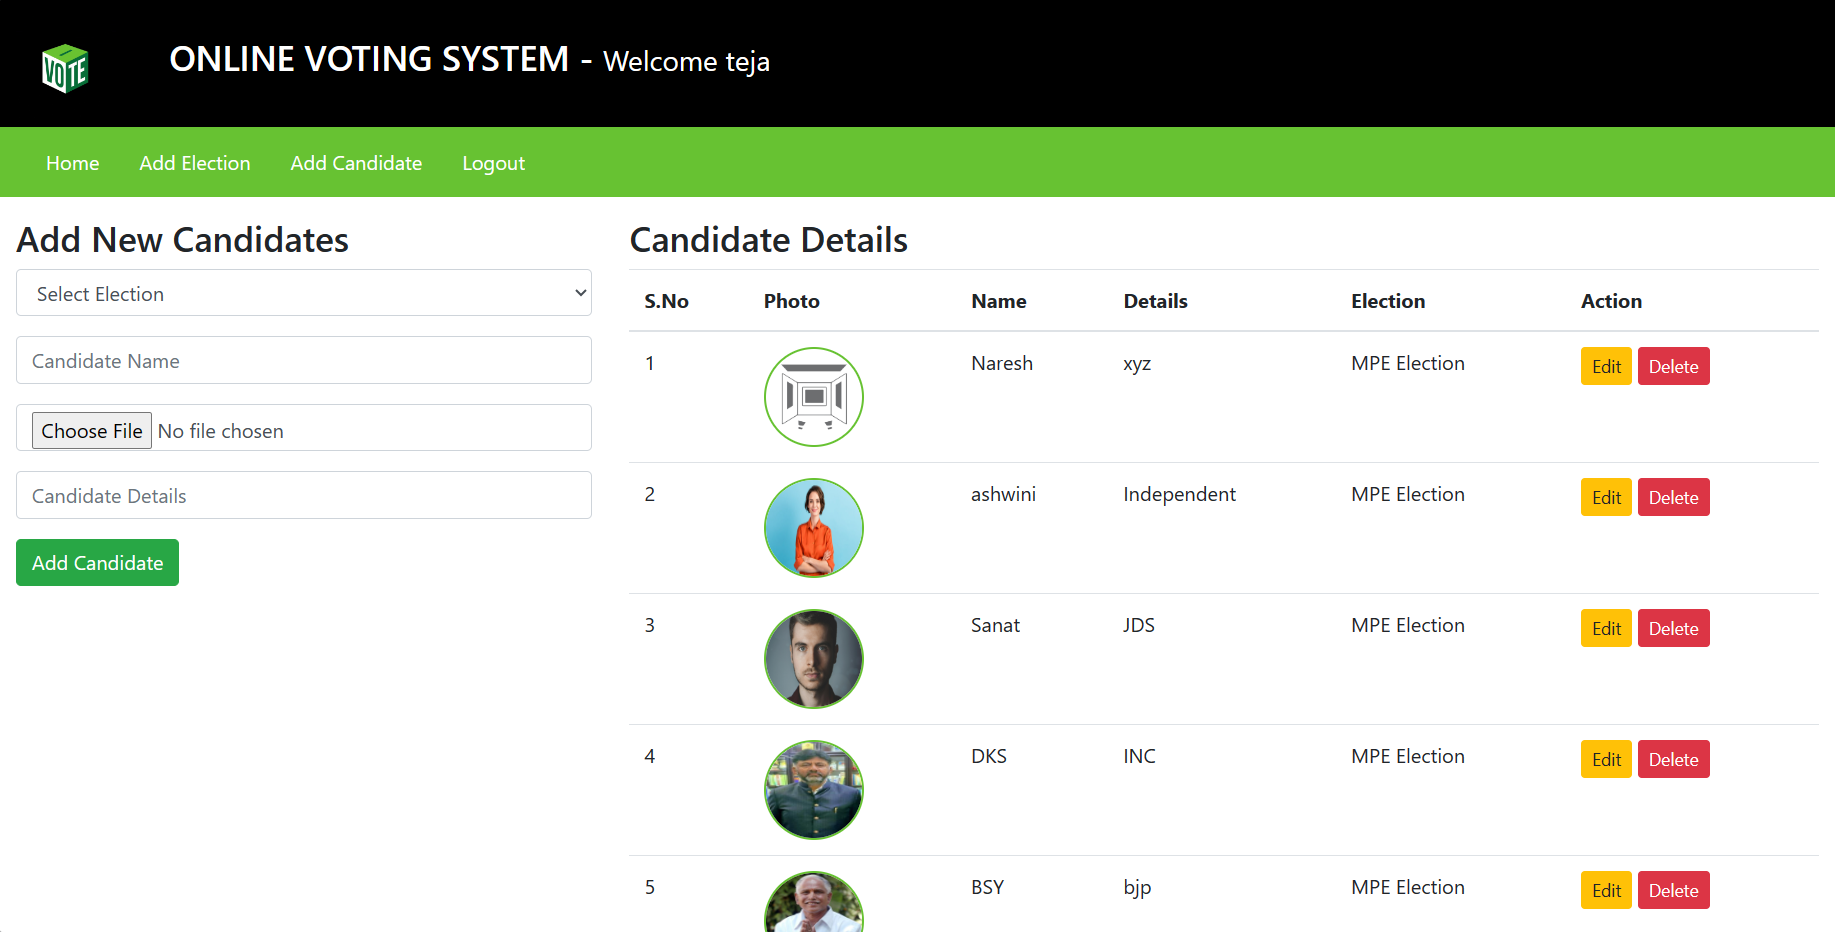 VOTE
ONLINE VOTING SYSTEM - Welcome teja
Home Add Election Add Candidate Logout
Add New Candidates
Select Election
Candidate Name
Choose File No file chosen
Candidate Details
Add Candidate
Candidate Details
S.No Photo Name Details Election Action
1 Naresh xyz MPE Election Edit Delete
2 ashwini Independent MPE Election Edit Delete
3 Sanat JDS MPE Election Edit Delete
4 DKS INC MPE Election Edit Delete
5 BSY bjp MPE Election Edit Delete